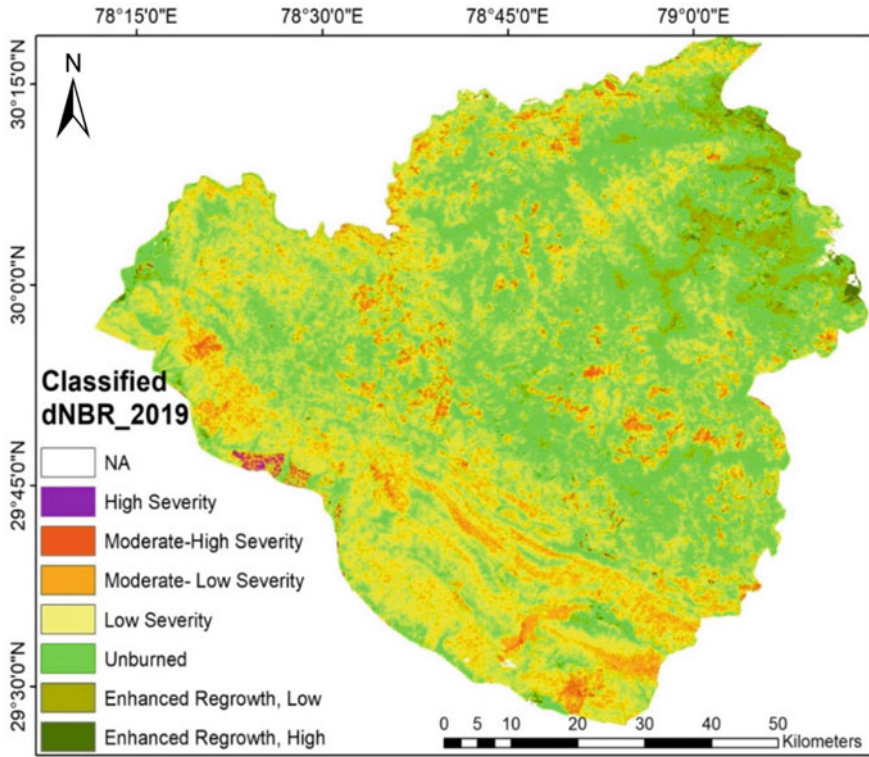 78°15'0"E 78°30'0"E 78°45'0"E 79°0'0"E
N
30°15'0"N
30°0'0"N
29°45'0"N
29°30'0"N
Classified
dNBR_2019
NA
High Severity
Moderate-High Severity
Moderate- Low Severity
Low Severity
Unburned
Enhanced Regrowth, Low
Enhanced Regrowth, High
0 5 10 20 30 40 50
Kilometers